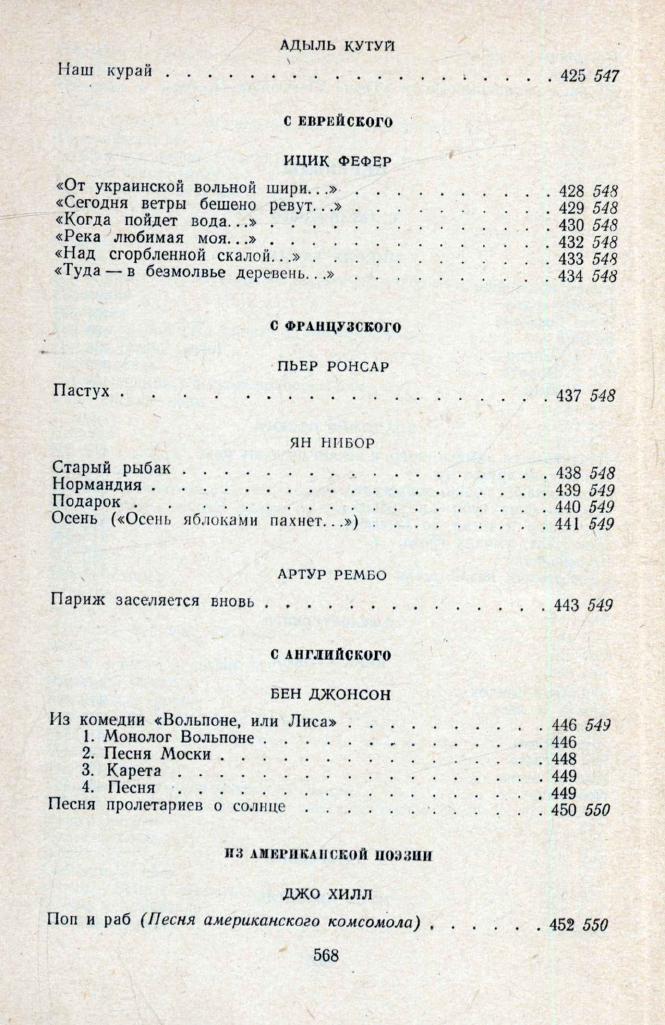 АДЫЛЬ КУТУЙ
Наш курай . . . . . . . . . . . . . . . . . . 425 547
С ЕВРЕЙСКОГО
ИЦИК ФЕФЕР
«От украинской вольной шири...» . . . . . . . . . . 428 548
«Сегодня ветры бешено ревут...» . . . . . . . . . . 429 548
«Когда пойдет вода...» . . . . . . . . . . . . . . 430 548
«Река любимая моя...» . . . . . . . . . . . . . . 432 548
«Над сгорбленной скалой...» . . . . . . . . . . . . 433 548
«Туда — в безмолвье деревень...» . . . . . . . . . . 434 548
С ФРАНЦУЗСКОГО
ПЬЕР РОНСАР
Пастух . . . . . . . . . . . . . . . . . . 437 548
ЯН НИБОР
Старый рыбак . . . . . . . . . . . . . . . . . 438 548
Нормандия . . . . . . . . . . . . . . . . . . 439 549
Подарок . . . . . . . . . . . . . . . . . . 440 549
Осень («Осень яблоками пахнет...») . . . . . . . . . 441 549
АРТУР РЕМБО
Париж заселяется вновь . . . . . . . . . . . . . . 443 549
С АНГЛИЙСКОГО
БЕН ДЖОНСОН
Из комедии «Вольпоне, или Лиса» . . . . . . . . . . 446 549
1. Монолог Вольпоне . . . . . . . . . . . . . . 446
2. Песня Моски . . . . . . . . . . . . . . . . 448
3. Карета . . . . . . . . . . . . . . . . . . 449
4. Песня . . . . . . . . . . . . . . . . . . 449
Песня пролетариев о солнце . . . . . . . . . . . . 450 550
ИЗ АМЕРИКАНСКОЙ ПОЭЗИИ
ДЖО ХИЛЛ
Поп и раб (Песня американского комсомола) . . . . . . 452 550
568